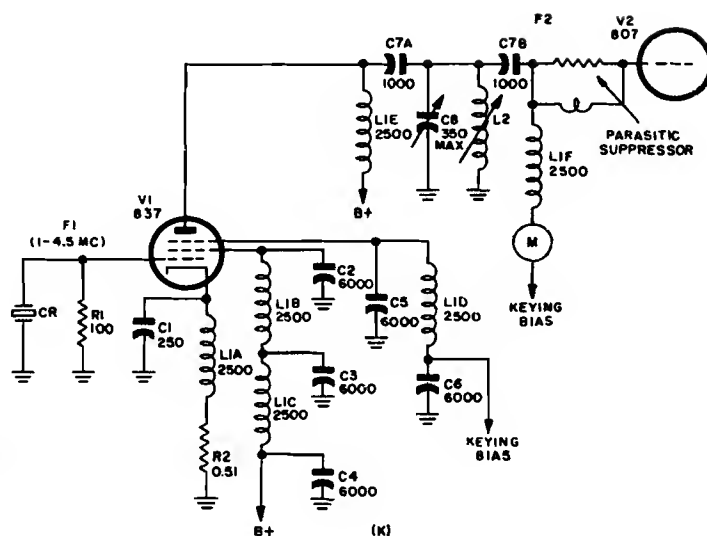 F2
V2
807
C7A
1000
C7B
1000
L1E
2500
C8
350
MAX
L2
PARASITIC
SUPPRESSOR
L1F
2500
B+
M
KEYING
BIAS
V1
837
F1
(1-4.5 MC)
CR
R1
100
C1
250
L1A
2500
R2
0.51
L1B
2500
C2
6000
L1C
2500
C3
6000
C4
6000
B+
C5
6000
L1D
2500
C6
6000
KEYING
BIAS
(K)